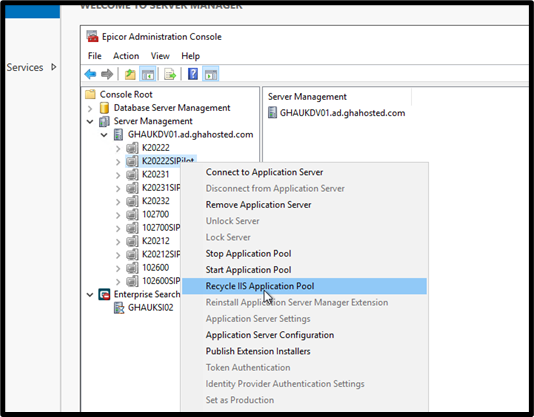 WELCOME TO SERVER MANAGER
Services
Epicor Administration Console
File Action View Help
Console Root
Database Server Management
Server Management
GHAUKDV01.ad.ghahosted.com
K20222
K20222SIPilot
K20231
K20231SIP
K20232
102700
102700SIP
K20212
K20212SIP
102600
102600SIP
Enterprise Search
GHAUKSI02
Server Management
GHAUKDV01.ad.ghahosted.com
Connect to Application Server
Disconnect from Application Server
Remove Application Server
Unlock Server
Lock Server
Stop Application Pool
Start Application Pool
Recycle IIS Application Pool
Reinstall Application Server Manager Extension
Application Server Settings
Application Server Configuration
Publish Extension Installers
Token Authentication
Identity Provider Authentication Settings
Set as Production